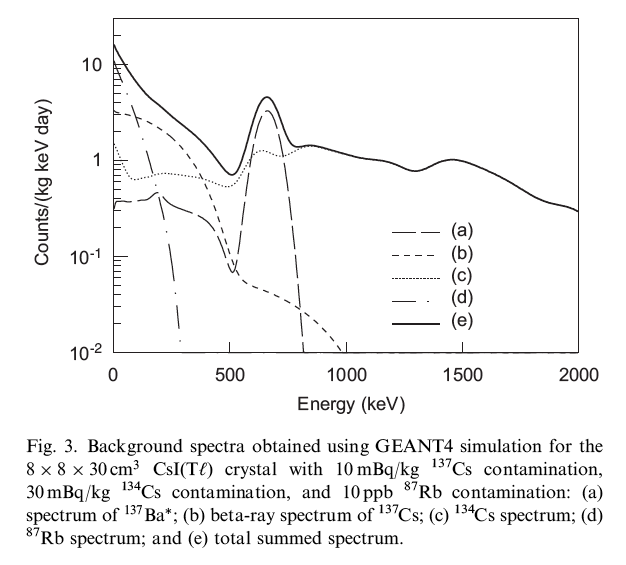 10
1
10-1
10-2
Counts/(kg keV day)
(a)
(b)
(c)
(d)
(e)
0 500 1000 1500 2000
Energy (keV)
Fig. 3. Background spectra obtained using GEANT4 simulation for the
8 × 8 × 30 cm³ CsI(Tℓ) crystal with 10 mBq/kg ¹³⁷Cs contamination,
30 mBq/kg ¹³⁴Cs contamination, and 10 ppb ⁸⁷Rb contamination: (a)
spectrum of ¹³⁷Ba*; (b) beta-ray spectrum of ¹³⁷Cs; (c) ¹³⁴Cs spectrum; (d)
⁸⁷Rb spectrum; and (e) total summed spectrum.